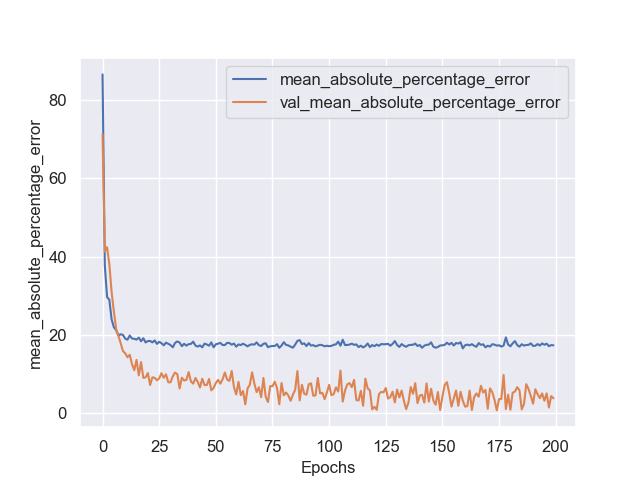 mean_absolute_percentage_error
val_mean_absolute_percentage_error
mean_absolute_percentage_error
80
60
40
20
0
0 25 50 75 100 125 150 175 200
Epochs